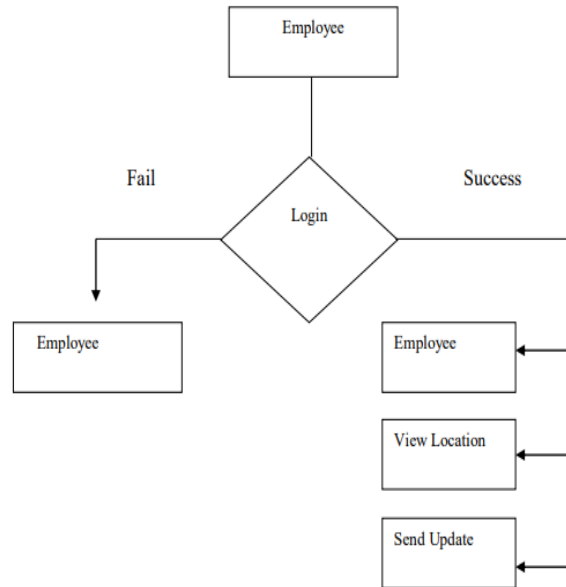 Employee
Fail
Success
Login
Employee
Employee
View Location
Send Update